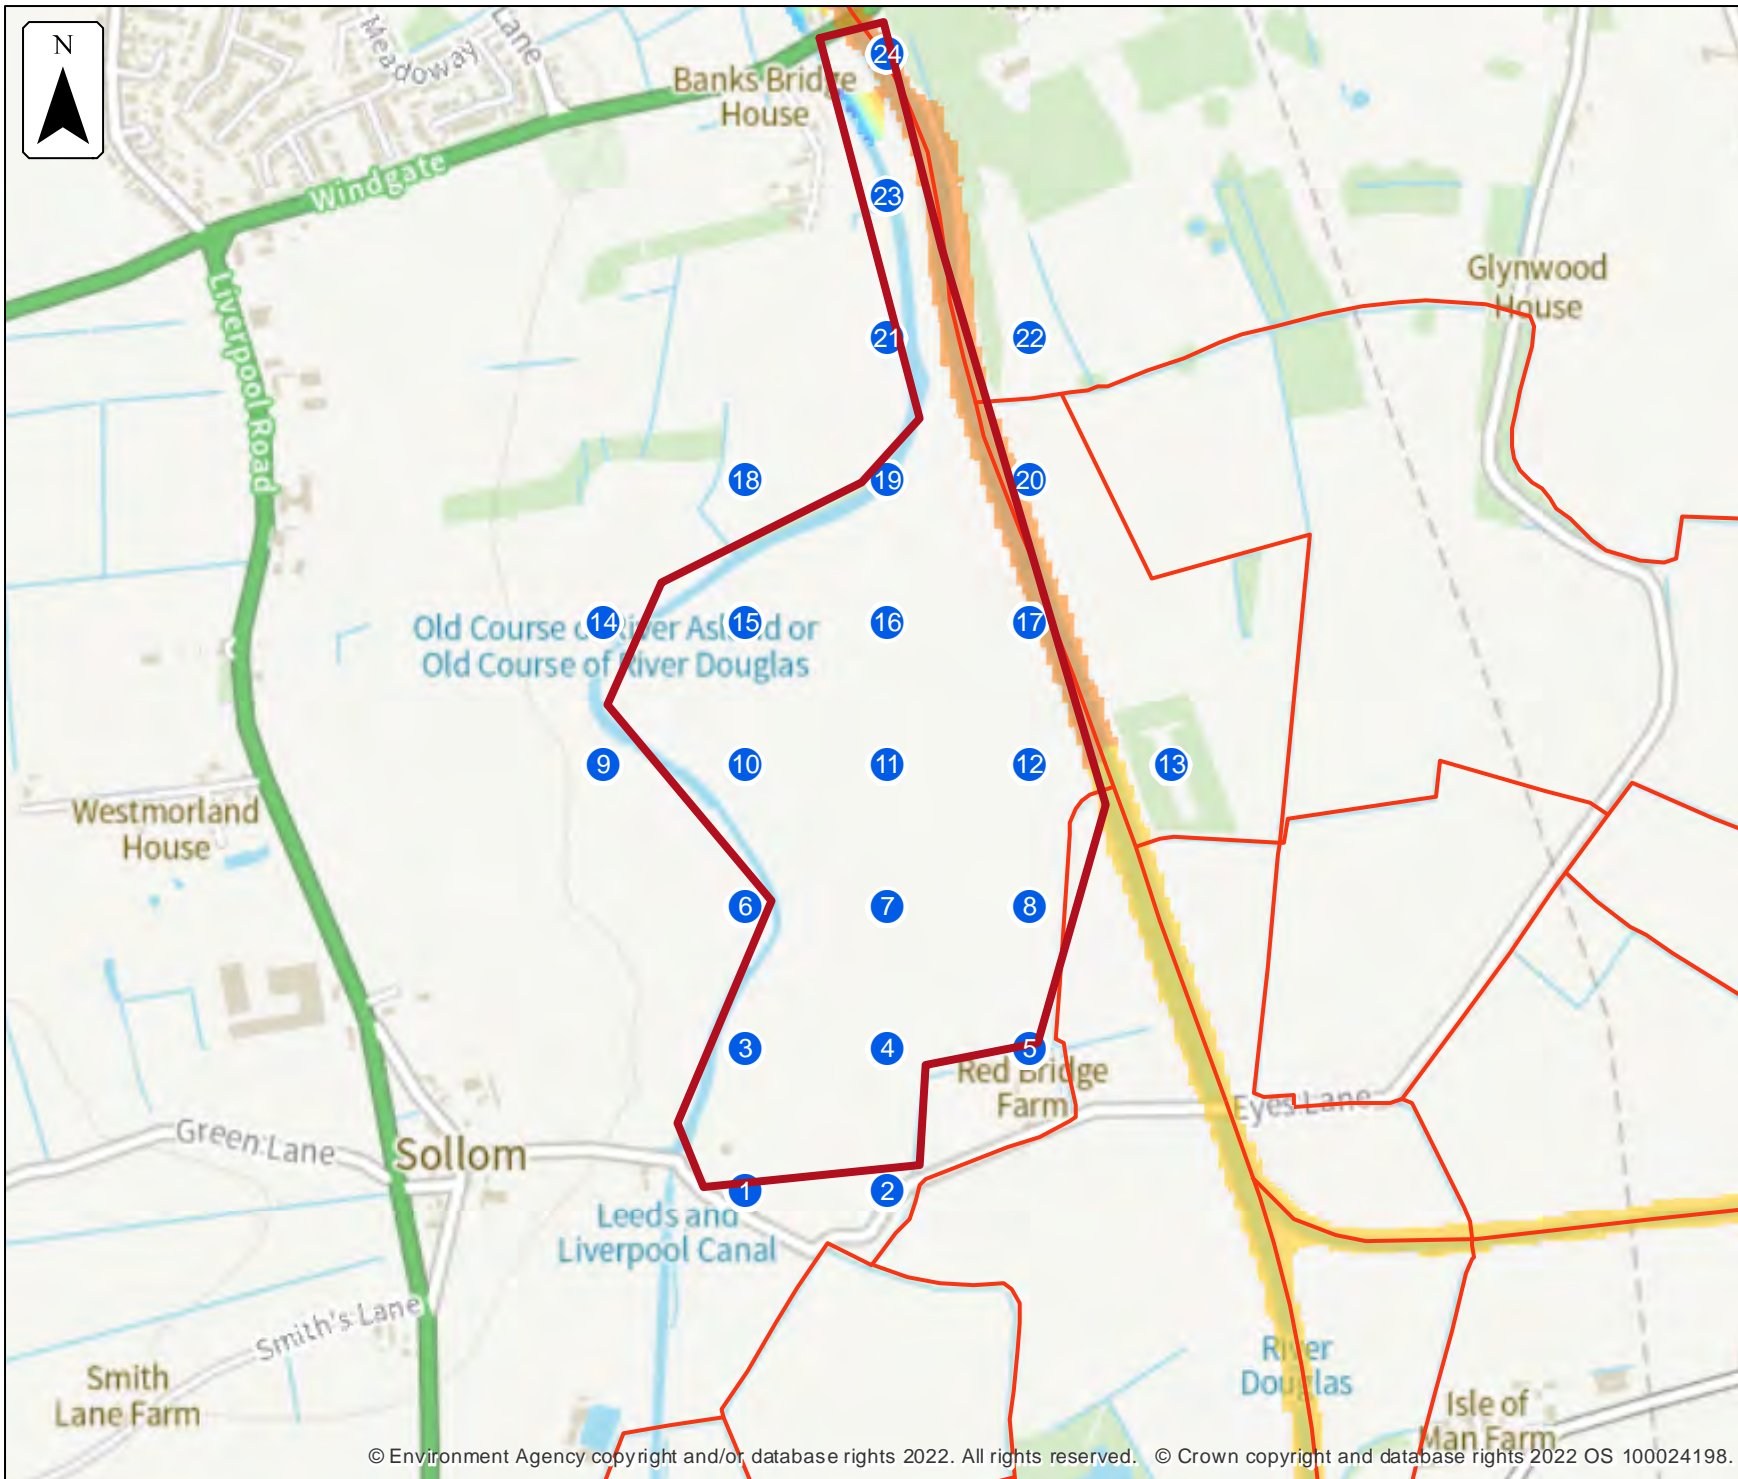 N
Meadoway
Lane
24
Banks Bridge
House
Windgate
23
Glynwood
House
Liverpool Road
21
22
18
19
20
14
15
16
17
Old Course of River Asland or
Old Course of River Douglas
9
10
11
12
13
Westmorland
House
6
7
8
3
4
5
Red Bridge
Farm
Eyes Lane
Green Lane
Sollom
1
2
Leeds and
Liverpool Canal
Smith's Lane
River
Douglas
Smith
Lane Farm
Isle of
Man Farm
© Environment Agency copyright and/or database rights 2022. All rights reserved. © Crown copyright and database rights 2022 OS 100024198.